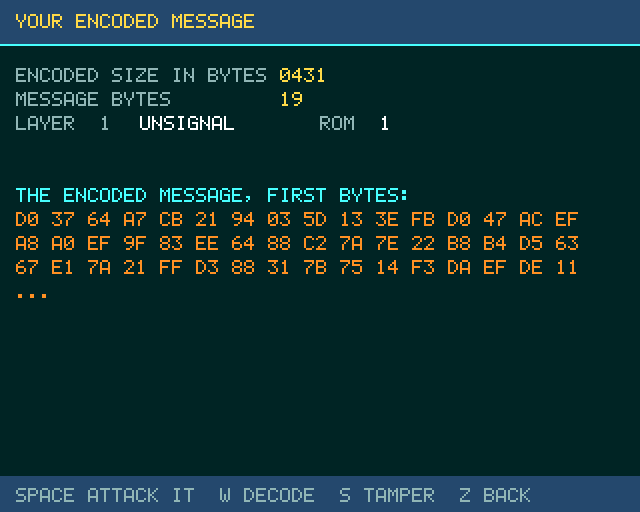 YOUR ENCODED MESSAGE
ENCODED SIZE IN BYTES 0431
MESSAGE BYTES 19
LAYER 1 UNSIGNAL ROM 1
THE ENCODED MESSAGE, FIRST BYTES:
D0 37 64 A7 CB 21 94 03 5D 13 3E FB D0 47 AC EF
A8 A0 EF 9F 83 EE 64 88 C2 7A 7E 22 B8 B4 D5 63
67 E1 7A 21 FF D3 88 31 7B 75 14 F3 DA EF DE 11
...
SPACE ATTACK IT W DECODE S TAMPER Z BACK